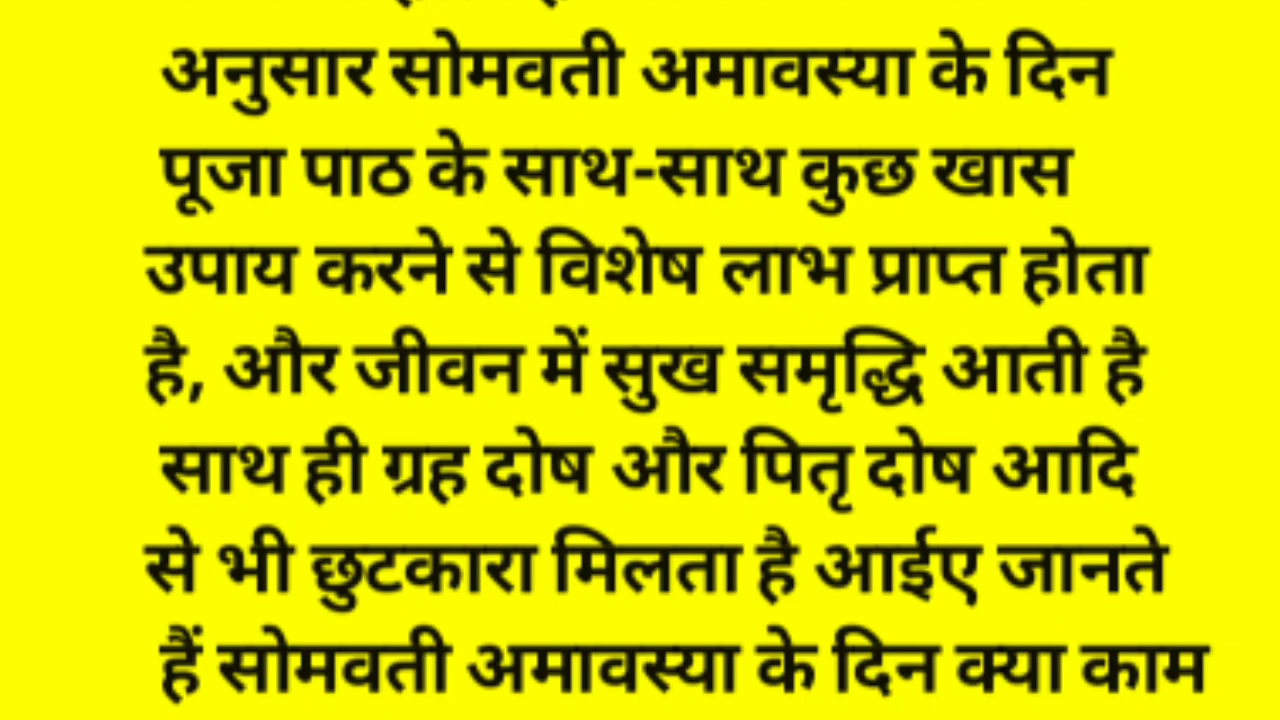 अनुसार सोमवती अमावस्या के दिन
पूजा पाठ के साथ-साथ कुछ खास
उपाय करने से विशेष लाभ प्राप्त होता
है, और जीवन में सुख समृद्धि आती है
साथ ही ग्रह दोष और पितृ दोष आदि
से भी छुटकारा मिलता है आईए जानते
हैं सोमवती अमावस्या के दिन क्या काम